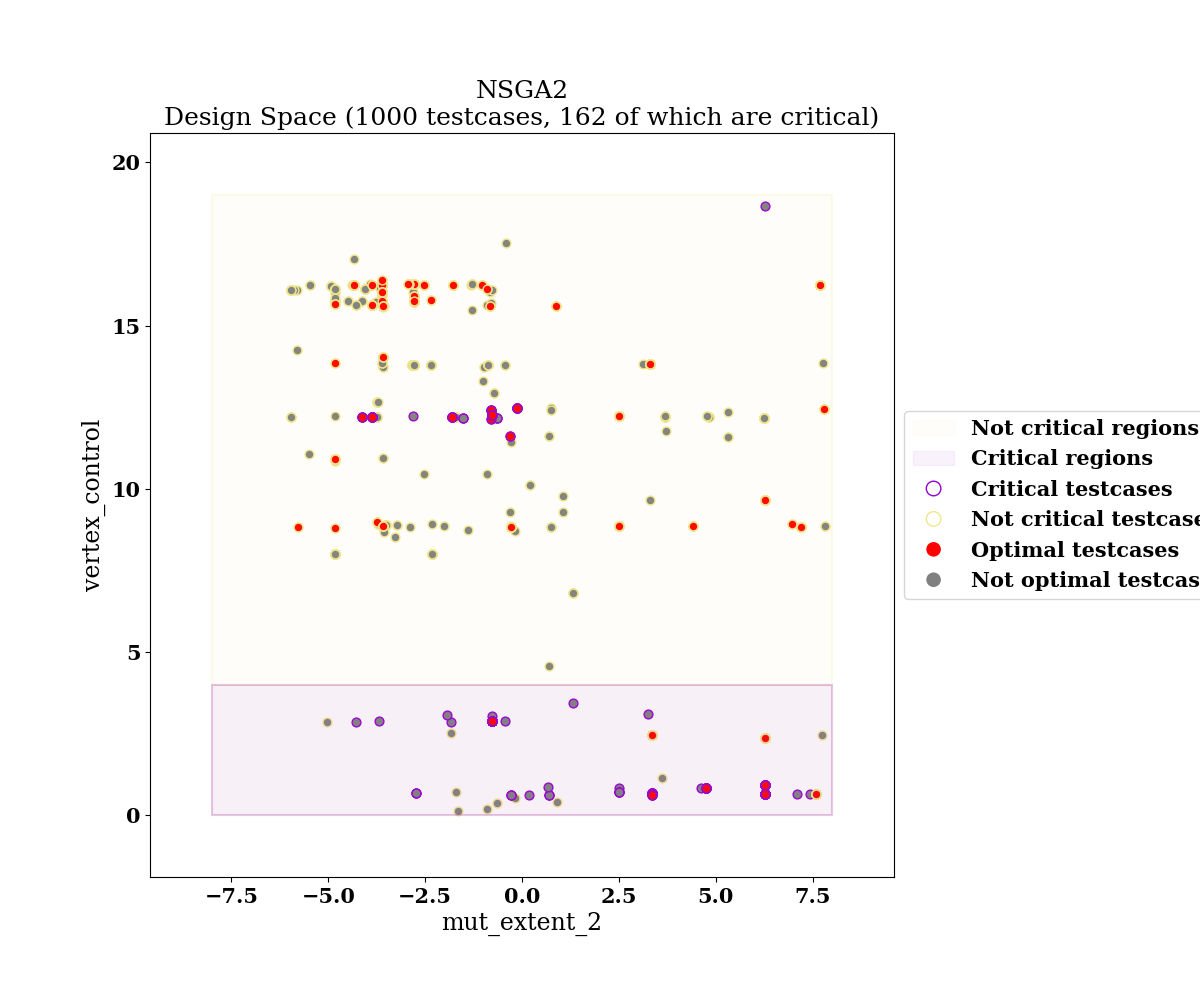 NSGA2
Design Space (1000 testcases, 162 of which are critical)
20
15
10
5
0
vertex_control
−7.5 −5.0 −2.5 0.0 2.5 5.0 7.5
mut_extent_2
Not critical regions
Critical regions
Critical testcases
Not critical testcase
Optimal testcases
Not optimal testcas